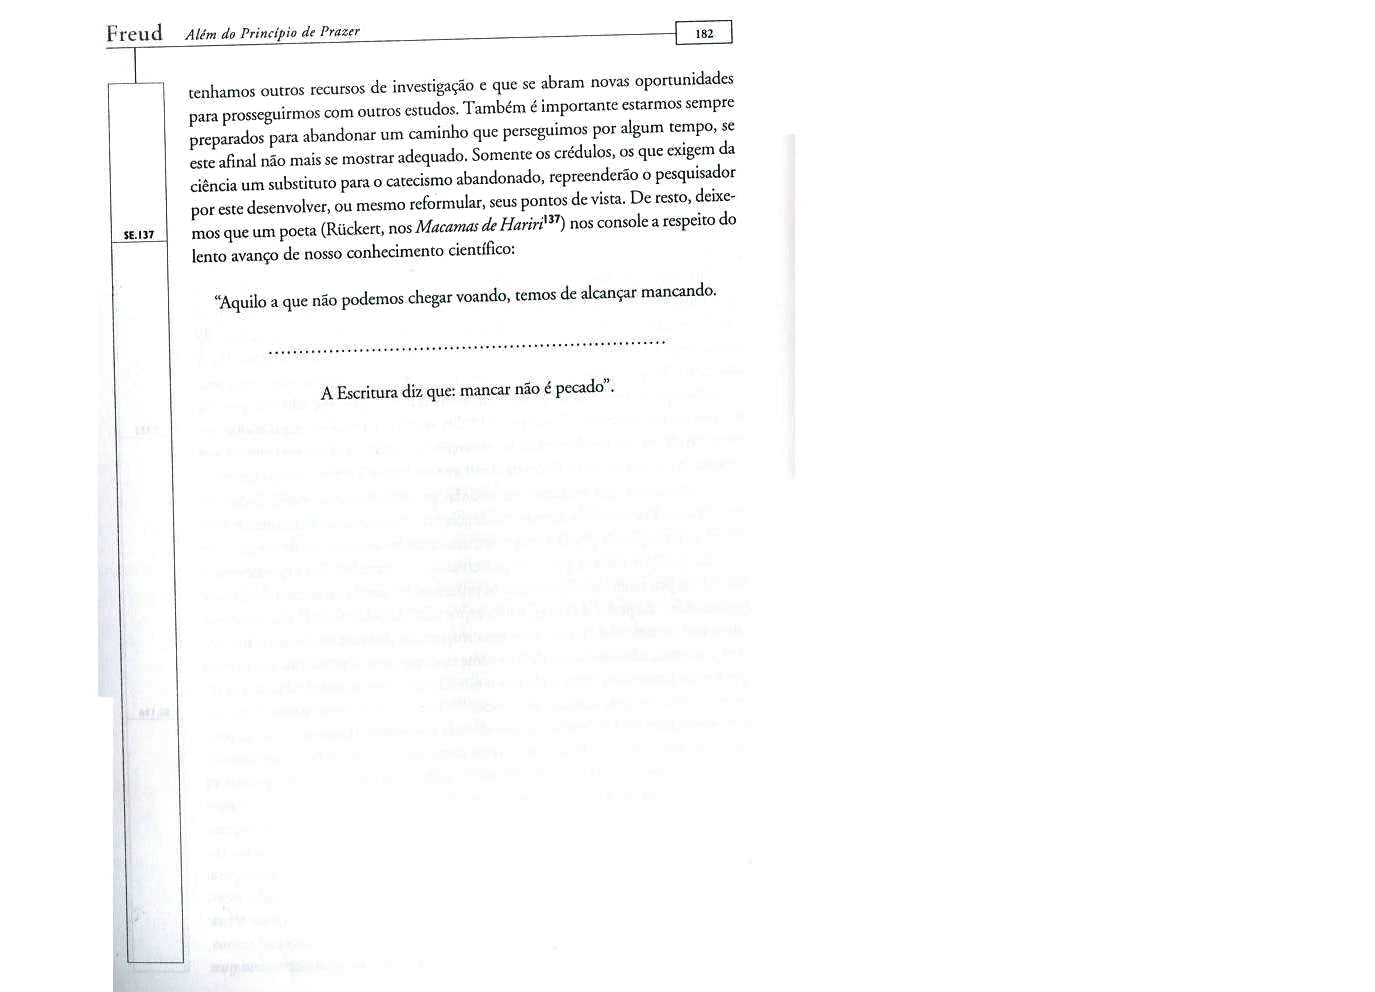 Freud Além do Princípio de Prazer 182
tenhamos outros recursos de investigação e que se abram novas oportunidades
para prosseguirmos com outros estudos. Também é importante estarmos sempre
preparados para abandonar um caminho que perseguimos por algum tempo, se
este afinal não mais se mostrar adequado. Somente os crédulos, os que exigem da
ciência um substituto para o catecismo abandonado, repreenderão o pesquisador
por este desenvolver, ou mesmo reformular, seus pontos de vista. De resto, deixe-
SE.137
mos que um poeta (Rückert, nos Macamas de Hariri¹³⁷) nos console a respeito do
lento avanço de nosso conhecimento científico:
“Aquilo a que não podemos chegar voando, temos de alcançar mancando.
..................................................................
A Escritura diz que: mancar não é pecado”.